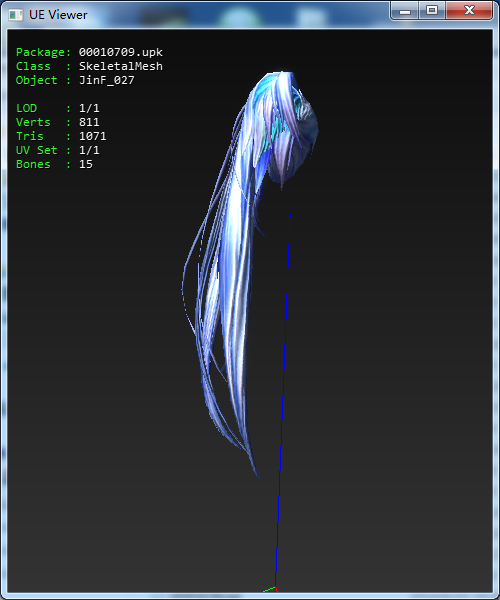 UE Viewer
Package: 00010709.upk
Class  : SkeletalMesh
Object : JinF_027
LOD    : 1/1
Verts  : 811
Tris   : 1071
UV Set : 1/1
Bones  : 15